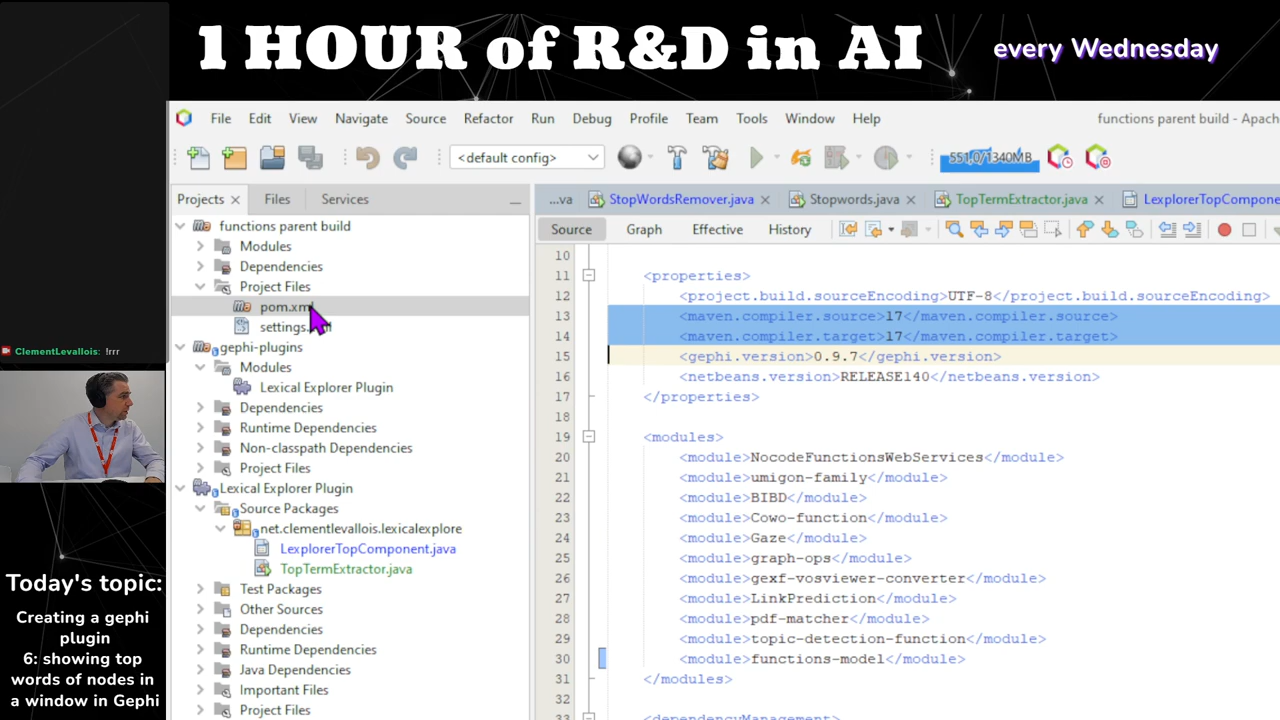 1 HOUR of R&D in AI
every Wednesday
File Edit View Navigate Source Refactor Run Debug Profile Team Tools Window Help
functions parent build - Apach
<default config>
551,0/1340MB
Projects
Files
Services
...va
StopWordsRemover.java
Stopwords.java
TopTermExtractor.java
LexplorerTopCompone
Source
Graph
Effective
History
functions parent build
Modules
Dependencies
Project Files
pom.xml
gephi-plugins
Modules
Lexical Explorer Plugin
Dependencies
Runtime Dependencies
Non-classpath Dependencies
Project Files
Lexical Explorer Plugin
Source Packages
net.clementlevallois.lexicalexplore
LexplorerTopComponent.java
TopTermExtractor.java
Test Packages
Other Sources
Dependencies
Runtime Dependencies
Java Dependencies
Important Files
Project Files
10
11 <properties>
12 <project.build.sourceEncoding>UTF-8</project.build.sourceEncoding>
13 <maven.compiler.source>17</maven.compiler.source>
14 <maven.compiler.target>17</maven.compiler.target>
15 <gephi.version>0.9.7</gephi.version>
16 <netbeans.version>RELEASE140</netbeans.version>
17 </properties>
18
19 <modules>
20 <module>NocodeFunctionsWebServices</module>
21 <module>umigon-family</module>
22 <module>BIBD</module>
23 <module>Cowo-function</module>
24 <module>Gaze</module>
25 <module>graph-ops</module>
26 <module>gexf-vosviewer-converter</module>
27 <module>LinkPrediction</module>
28 <module>pdf-matcher</module>
29 <module>topic-detection-function</module>
30 <module>functions-model</module>
31 </modules>
32
33 <dependencyManagement>
ClementLevallois: !rrr
Today's topic:
Creating a gephi
plugin
6: showing top
words of nodes in
a window in Gephi